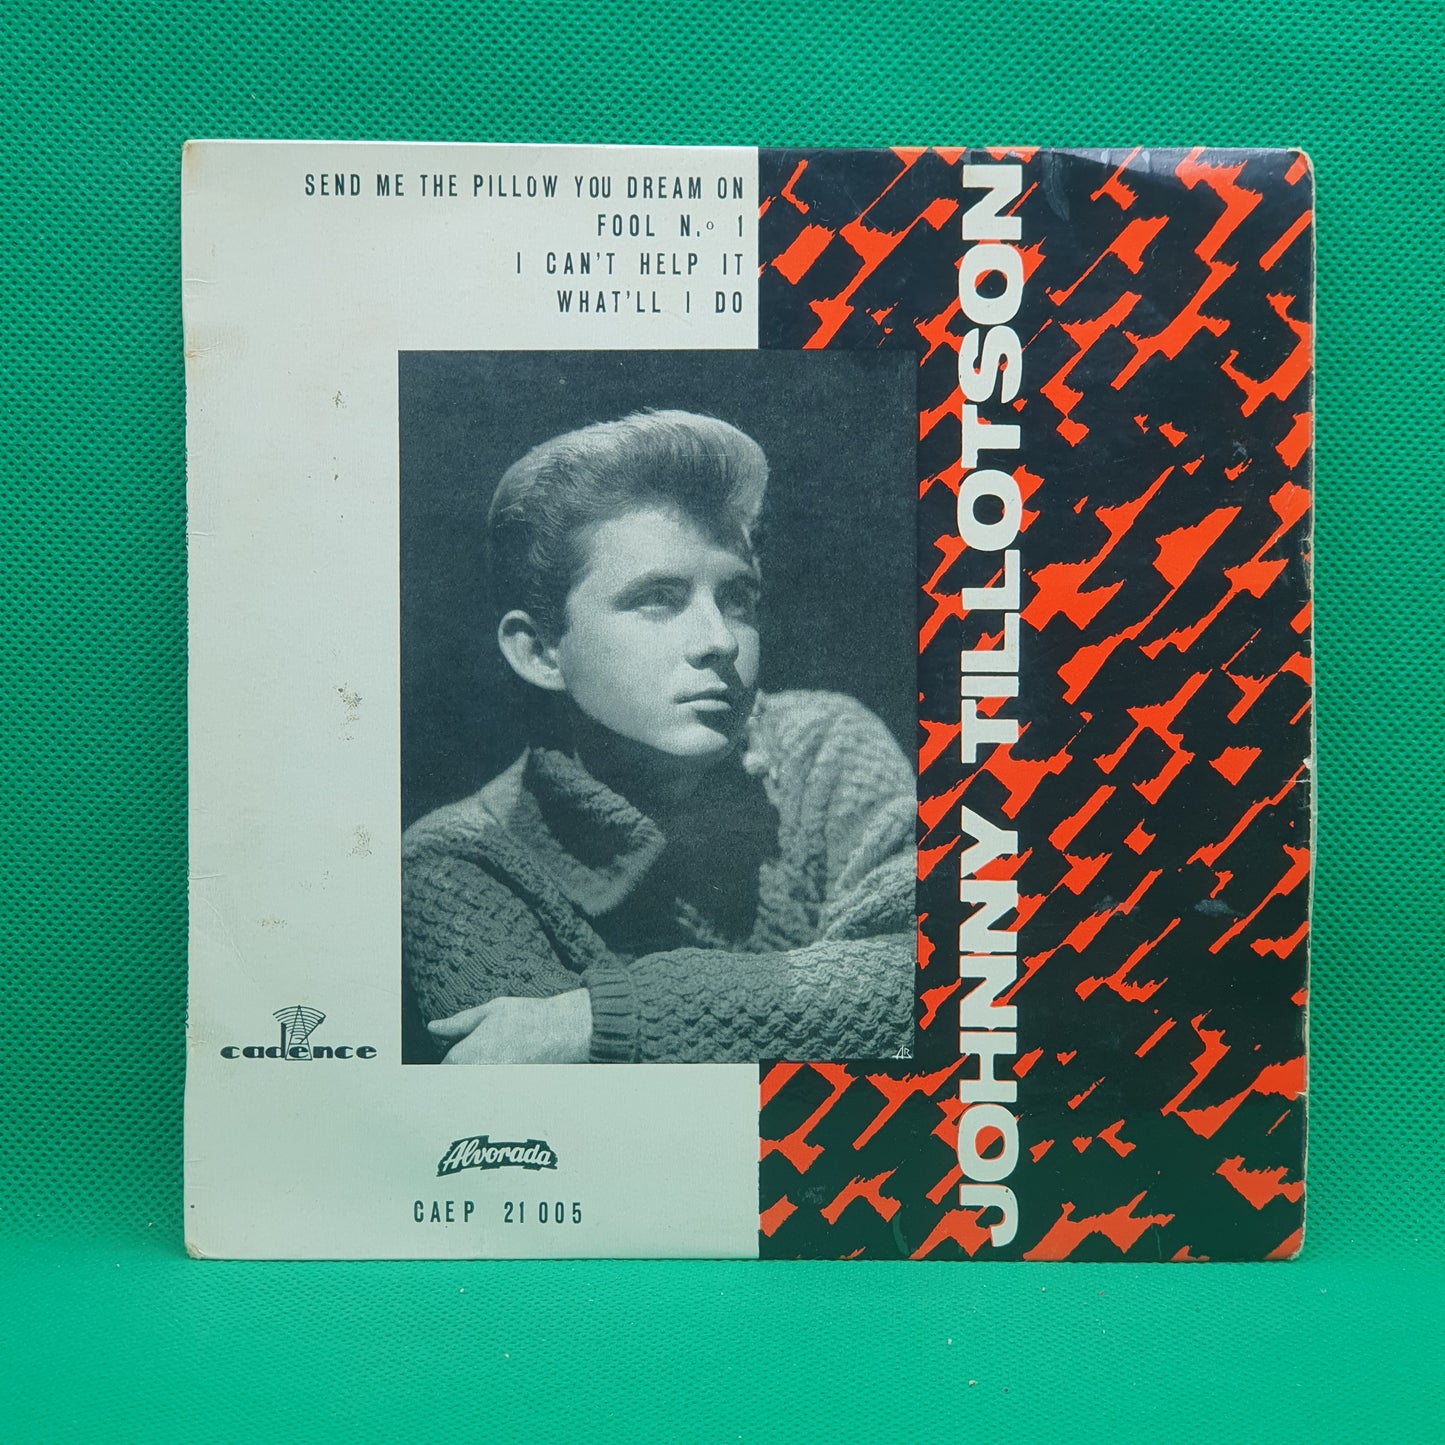 SEND ME THE PILLOW YOU DREAM ON
FOOL N.º 1
I CAN'T HELP IT
WHAT'LL I DO
JOHNNY TILLOTSON
cadence
AR
Alvorada
CAEP 21 005